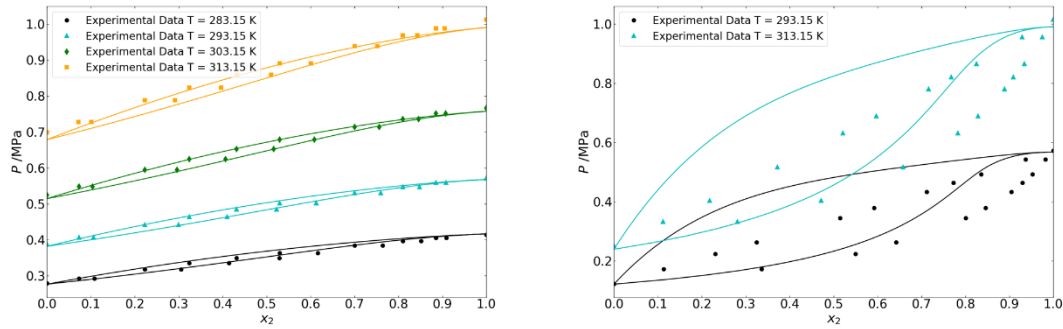 Experimental Data T = 283.15 K
Experimental Data T = 293.15 K
Experimental Data T = 303.15 K
Experimental Data T = 313.15 K
P /MPa
1.0
0.9
0.8
0.7
0.6
0.5
0.4
0.3
0.0 0.1 0.2 0.3 0.4 0.5 0.6 0.7 0.8 0.9 1.0
x₂
Experimental Data T = 293.15 K
Experimental Data T = 313.15 K
P /MPa
1.0
0.8
0.6
0.4
0.2
0.0 0.1 0.2 0.3 0.4 0.5 0.6 0.7 0.8 0.9 1.0
x₂